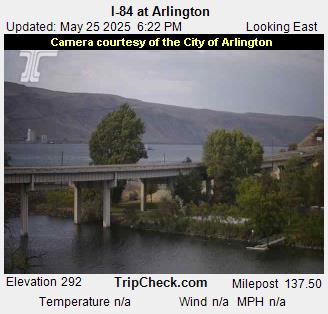 I-84 at Arlington
Updated: May 25 2025 6:22 PM Looking East
Camera courtesy of the City of Arlington
Elevation 292 TripCheck.com Milepost 137.50
Temperature n/a Wind n/a MPH n/a